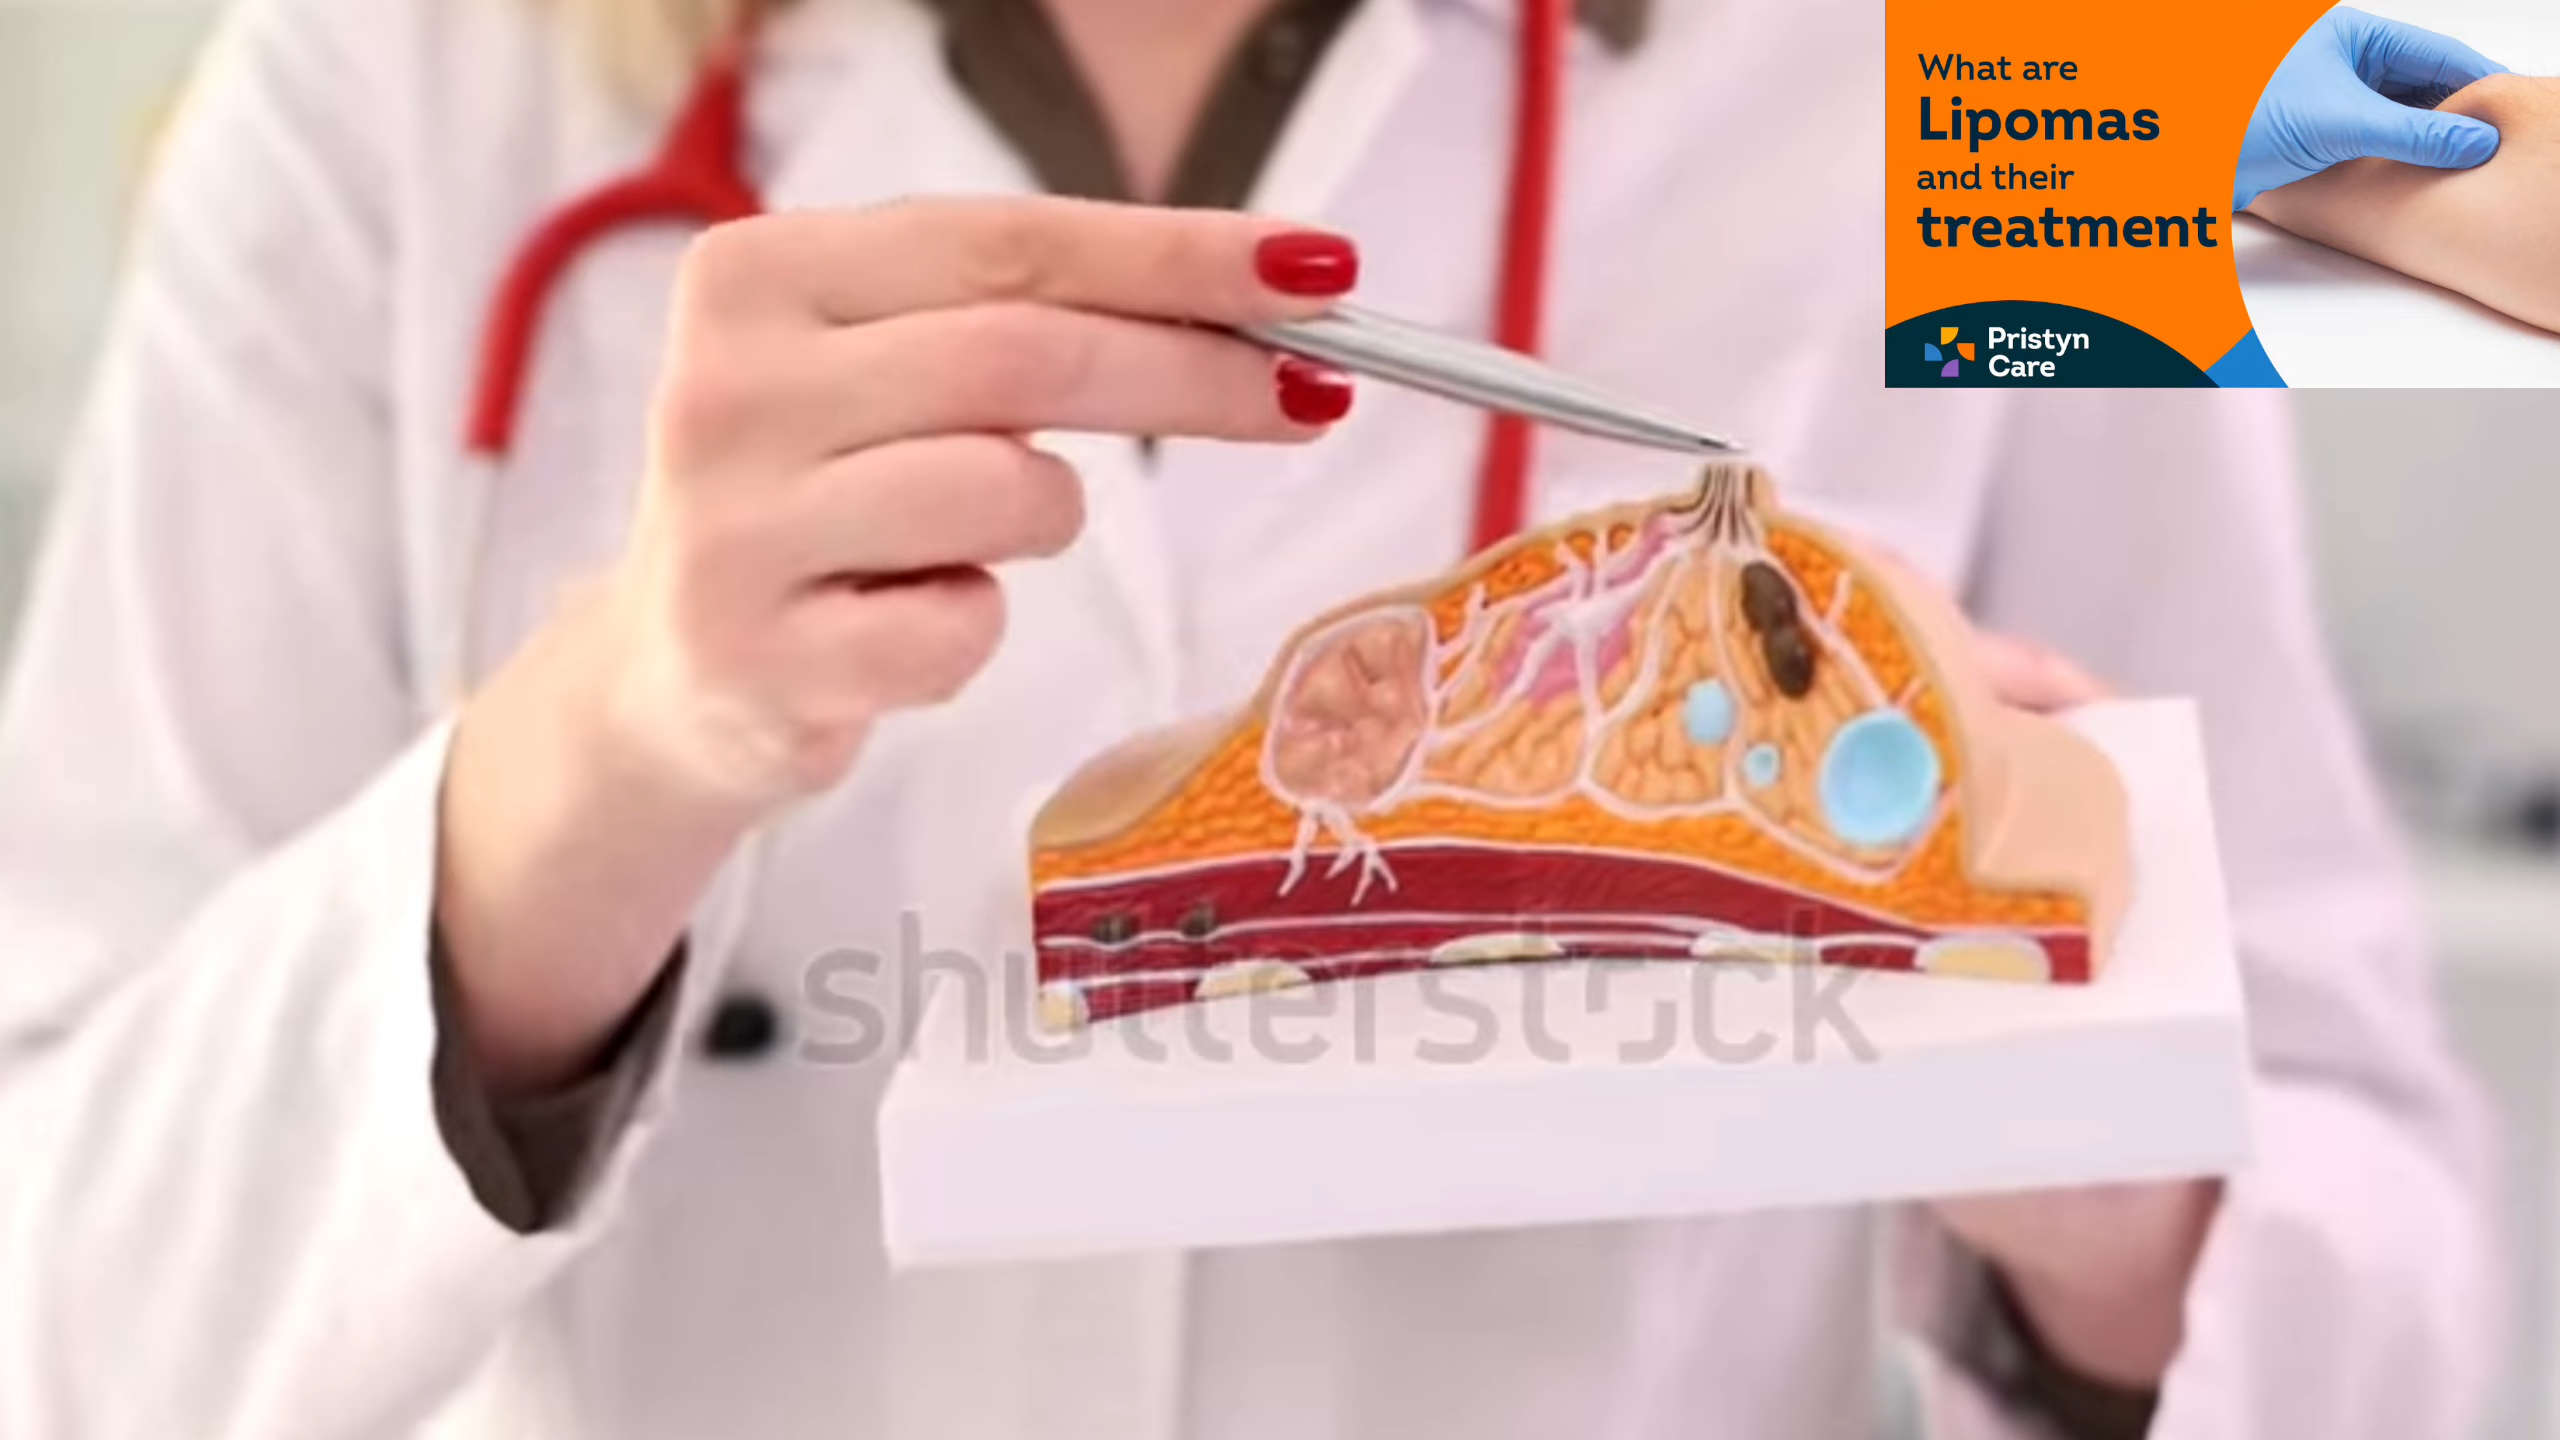 What are
Lipomas
and their
treatment
Pristyn
Care
shutterstock